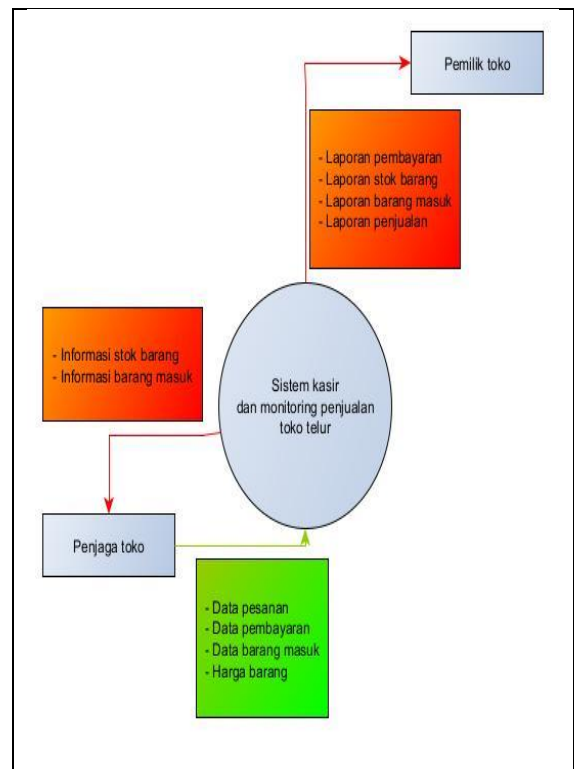 Pemilik toko
- Laporan pembayaran
- Laporan stok barang
- Laporan barang masuk
- Laporan penjualan
- Informasi stok barang
- Informasi barang masuk
Sistem kasir
dan monitoring penjualan
toko telur
Penjaga toko
- Data pesanan
- Data pembayaran
- Data barang masuk
- Harga barang